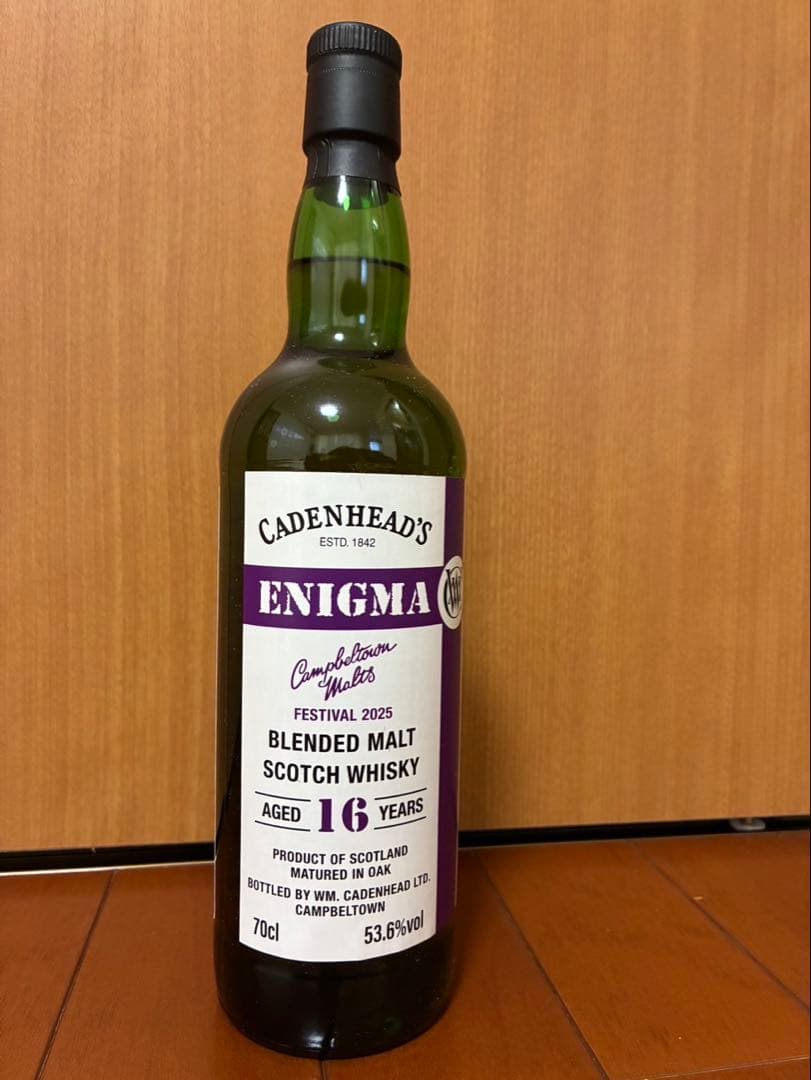 CADENHEAD'S
ESTD. 1842
ENIGMA
Campbeltown
Malts
FESTIVAL 2025
BLENDED MALT
SCOTCH WHISKY
AGED 16 YEARS
PRODUCT OF SCOTLAND
MATURED IN OAK
BOTTLED BY WM. CADENHEAD LTD.
CAMPBELTOWN
70cl 53.6%vol